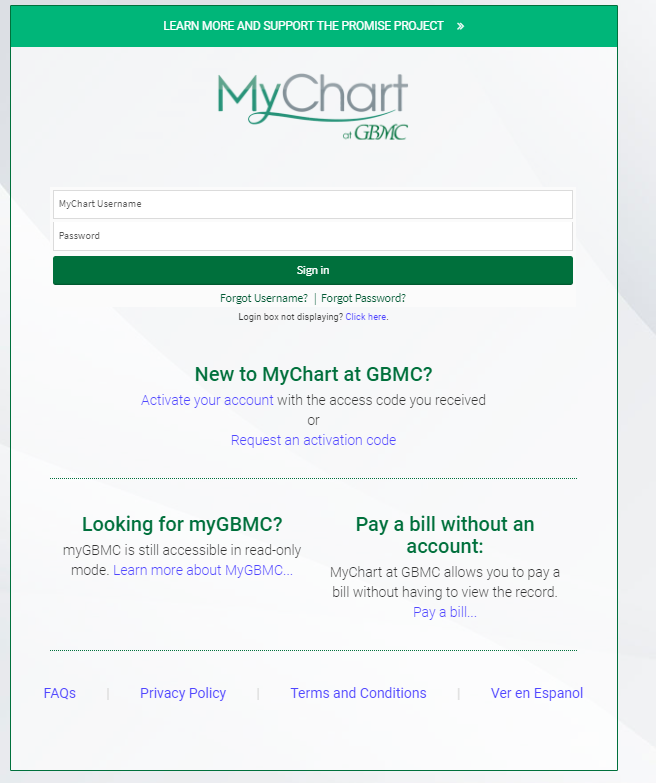 LEARN MORE AND SUPPORT THE PROMISE PROJECT »
MyChart
at GBMC
MyChart Username
Password
Sign in
Forgot Username? | Forgot Password?
Login box not displaying? Click here.
New to MyChart at GBMC?
Activate your account with the access code you received
or
Request an activation code
Looking for myGBMC?
myGBMC is still accessible in read-only
mode. Learn more about MyGBMC...
Pay a bill without an
account:
MyChart at GBMC allows you to pay a
bill without having to view the record.
Pay a bill...
FAQs | Privacy Policy | Terms and Conditions | Ver en Espanol